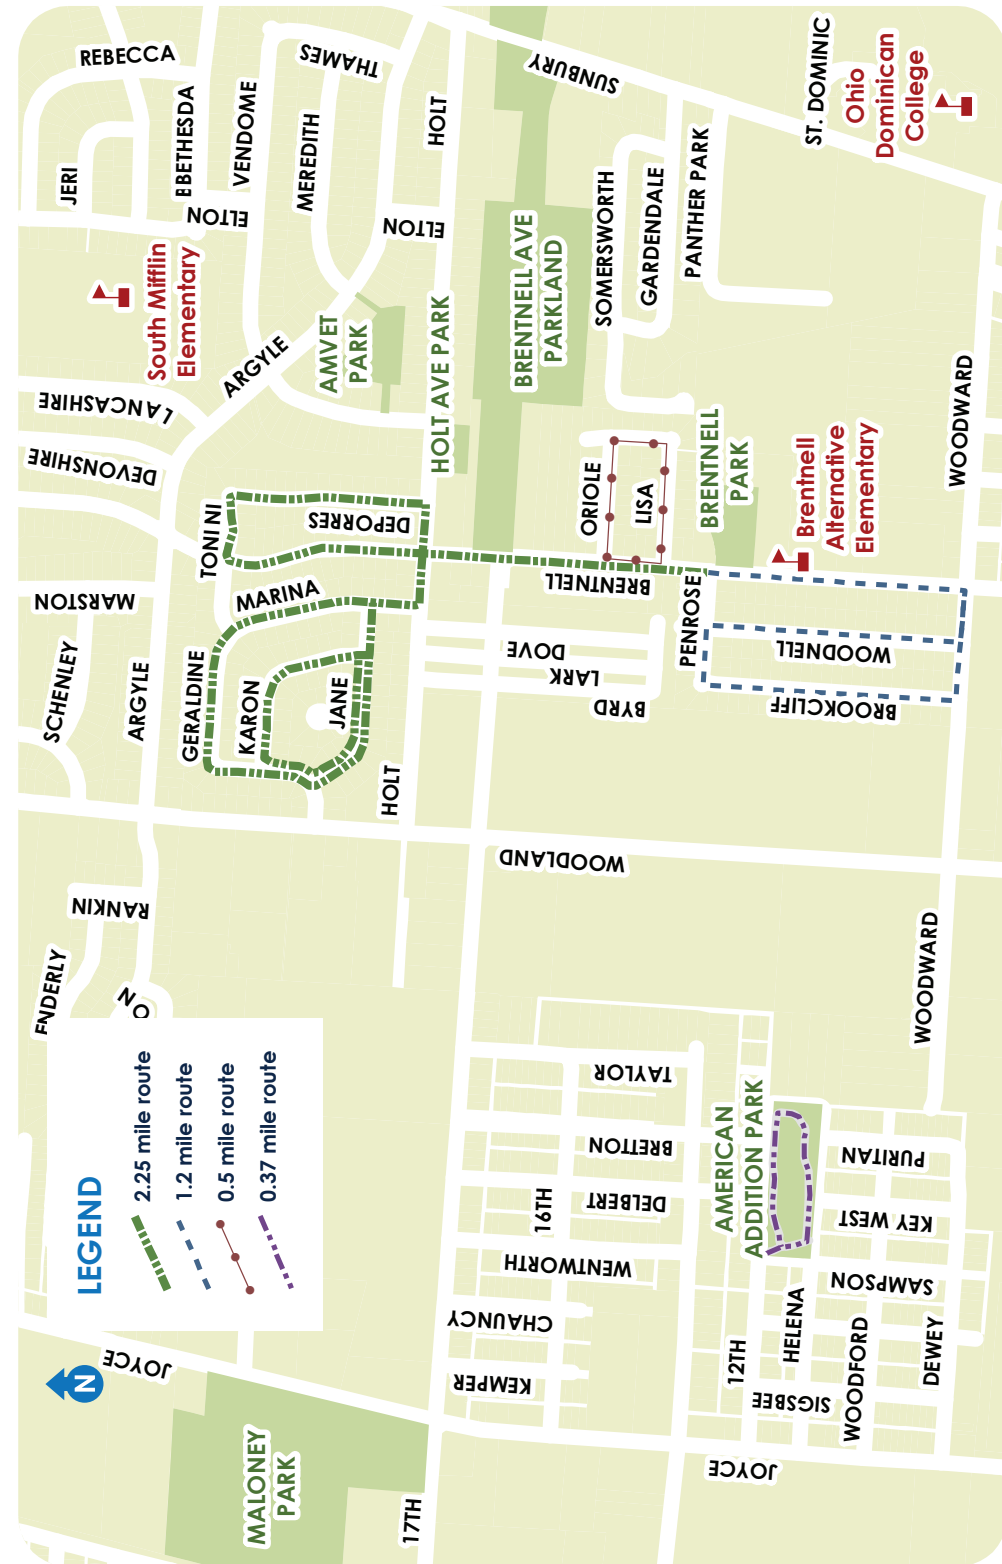 LEGEND
2.25 mile route
1.2 mile route
0.5 mile route
0.37 mile route
N
JOYCE
MALONEY
PARK
17TH
KEMPER
CHAUNCY
WENTWORTH
16TH
DELBERT
BRETTON
TAYLOR
AMERICAN
ADDITION PARK
12TH
HELENA
SIGSBEE
WOODFORD
DEWEY
SAMPSON
KEY WEST
PURITAN
JOYCE
WOODWARD
ENDERLY
ON
RANKIN
WOODLAND
SCHENLEY
ARGYLE
MARSTON
GERALDINE
KARON
JANE
MARINA
HOLT
TONI NI
DEPORRES
DEVONSHIRE
LANCASHIRE
BYRD
LARK
DOVE
BRENTNELL
PENROSE
BROOKCLIFF
WOODNELL
ORIOLE
LISA
BRENTNELL
PARK
Brentnell
Alternative
Elementary
WOODWARD
HOLT AVE PARK
AMVET
PARK
ARGYLE
South Mifflin
Elementary
BRENTNELL AVE
PARKLAND
SOMERSWORTH
GARDENDALE
PANTHER PARK
JERI
REBECCA
BETHESDA
VENDOME
ELTON
MEREDITH
THAMES
ELTON
HOLT
SUNBURY
ST. DOMINIC
Ohio
Dominican
College